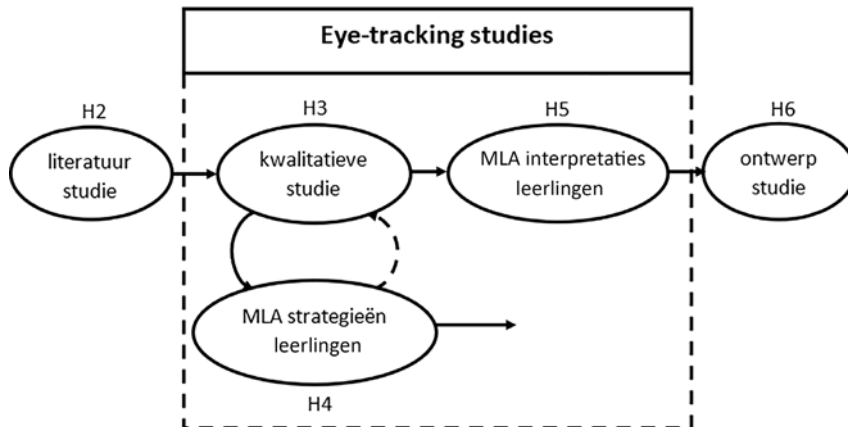 Eye-tracking studies
H2
literatuur
studie
H3
kwalitatieve
studie
H5
MLA interpretaties
leerlingen
H6
ontwerp
studie
MLA strategieën
leerlingen
H4